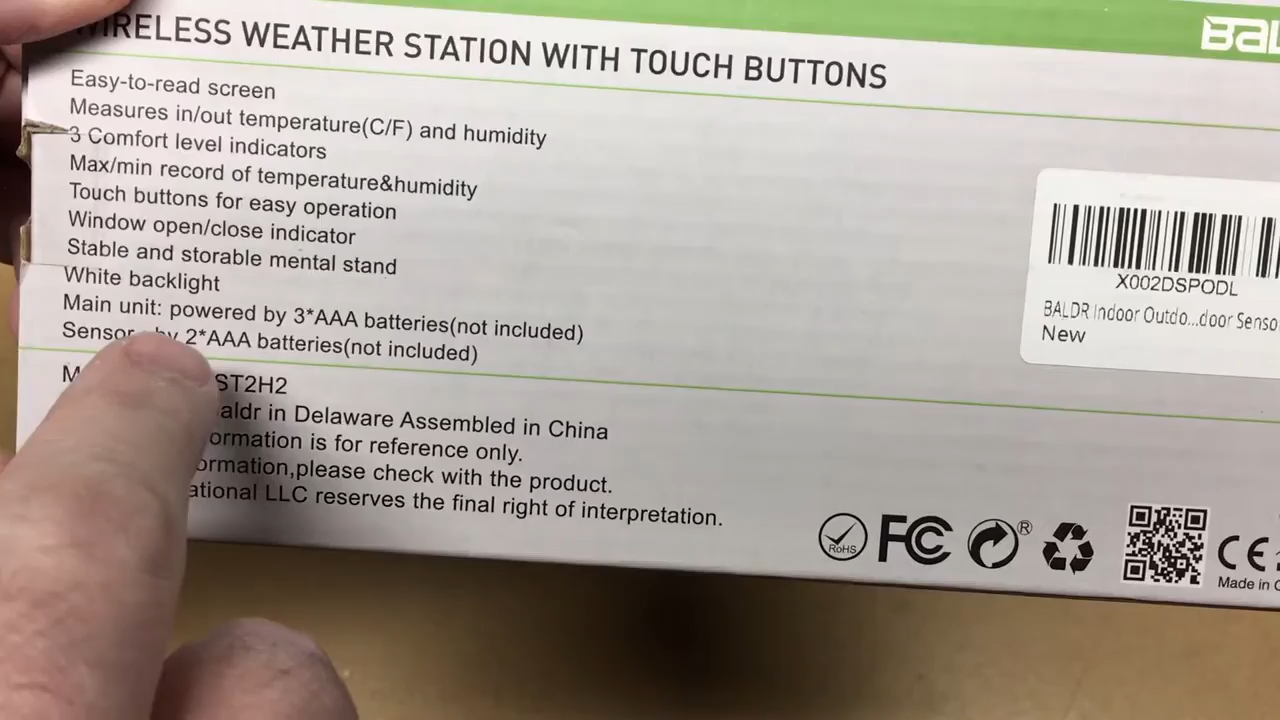 WIRELESS WEATHER STATION WITH TOUCH BUTTONS
Easy-to-read screen
Measures in/out temperature(C/F) and humidity
3 Comfort level indicators
Max/min record of temperature&humidity
Touch buttons for easy operation
Window open/close indicator
Stable and storable mental stand
White backlight
Main unit: powered by 3*AAA batteries(not included)
Sensor by 2*AAA batteries(not included)
ST2H2
aldr in Delaware Assembled in China
ormation is for reference only.
ormation,please check with the product.
ational LLC reserves the final right of interpretation.
BAL
X002DSPODL
BALDR Indoor Outdo...door Senso
New
RoHS
FC
®
CE
Made in C